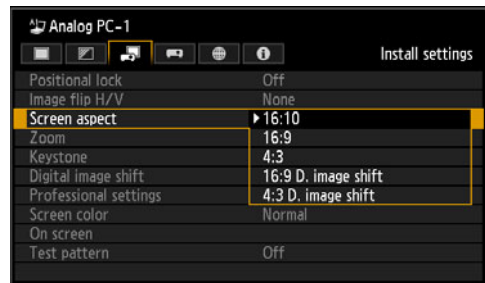 Analog PC-1
Install settings
Positional lock Off
Image flip H/V None
Screen aspect 16:10
Zoom 16:9
Keystone 4:3
Digital image shift 16:9 D. image shift
Professional settings 4:3 D. image shift
Screen color Normal
On screen
Test pattern Off